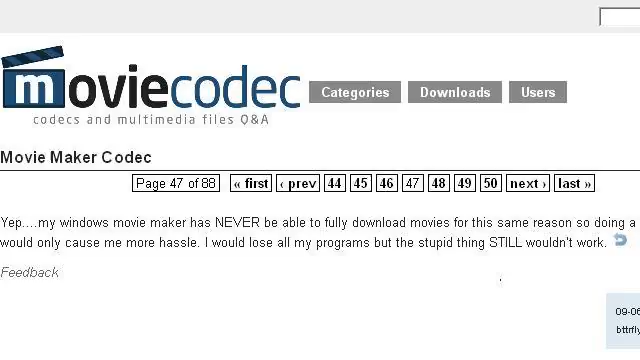 moviecodec
codecs and multimedia files Q&A
Categories
Downloads
Users
Movie Maker Codec
Page 47 of 88 « first ‹ prev 44 45 46 47 48 49 50 next › last »
Yep....my windows movie maker has NEVER be able to fully download movies for this same reason so doing a
would only cause me more hassle. I would lose all my programs but the stupid thing STILL wouldn't work.
Feedback
09-06
bttrfly